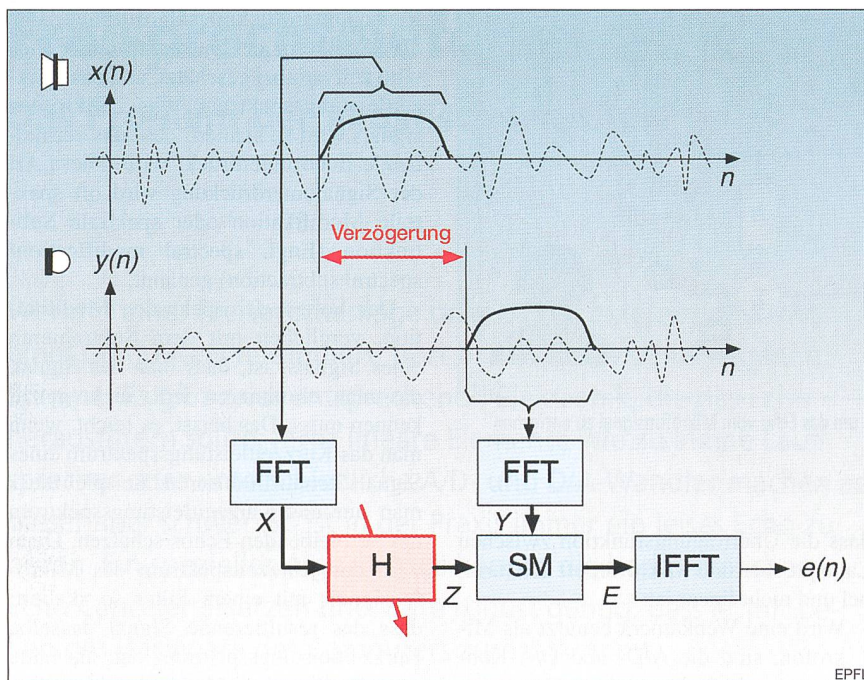 x(n)
n
Verzögerung
y(n)
n
FFT
FFT
X
Y
H
Z
SM
E
IFFT
e(n)
EPFL